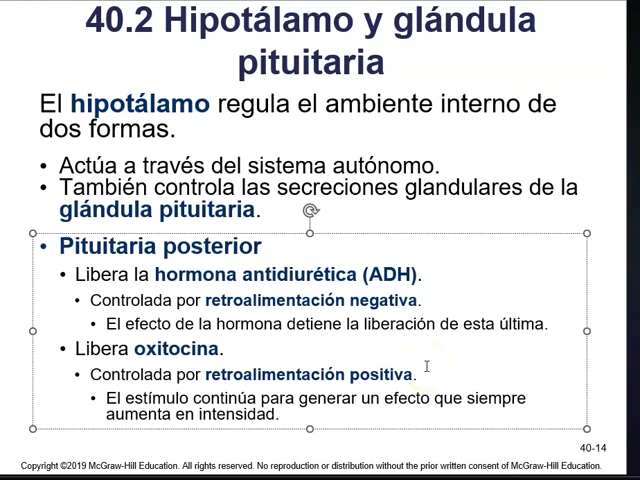 40.2 Hipotálamo y glándula
pituitaria
El hipotálamo regula el ambiente interno de
dos formas.
• Actúa a través del sistema autónomo.
• También controla las secreciones glandulares de la
glándula pituitaria.
• Pituitaria posterior
• Libera la hormona antidiurética (ADH).
• Controlada por retroalimentación negativa.
• El efecto de la hormona detiene la liberación de esta última.
• Libera oxitocina.
• Controlada por retroalimentación positiva.
• El estímulo continúa para generar un efecto que siempre
aumenta en intensidad.
40-14
Copyright ©2019 McGraw-Hill Education. All rights reserved. No reproduction or distribution without the prior written consent of McGraw-Hill Education.